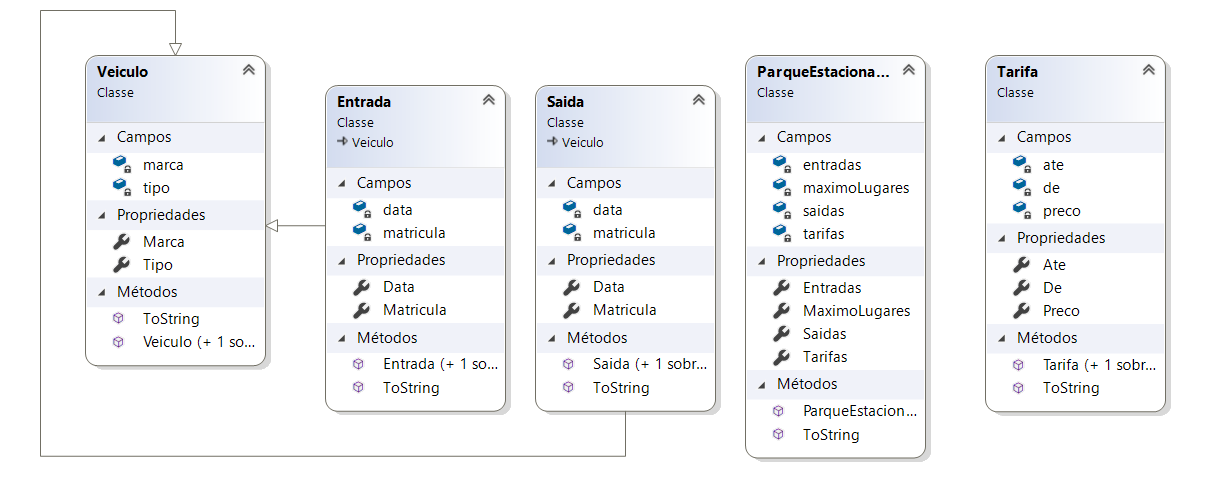 Veiculo
Classe
Campos
marca
tipo
Propriedades
Marca
Tipo
Métodos
ToString
Veiculo (+ 1 so...
Entrada
Classe
Veiculo
Campos
data
matricula
Propriedades
Data
Matricula
Métodos
Entrada (+ 1 so...
ToString
Saida
Classe
Veiculo
Campos
data
matricula
Propriedades
Data
Matricula
Métodos
Saida (+ 1 sobr...
ToString
ParqueEstaciona...
Classe
Campos
entradas
maximoLugares
saidas
tarifas
Propriedades
Entradas
MaximoLugares
Saidas
Tarifas
Métodos
ParqueEstacion...
ToString
Tarifa
Classe
Campos
ate
de
preco
Propriedades
Ate
De
Preco
Métodos
Tarifa (+ 1 sobr...
ToString